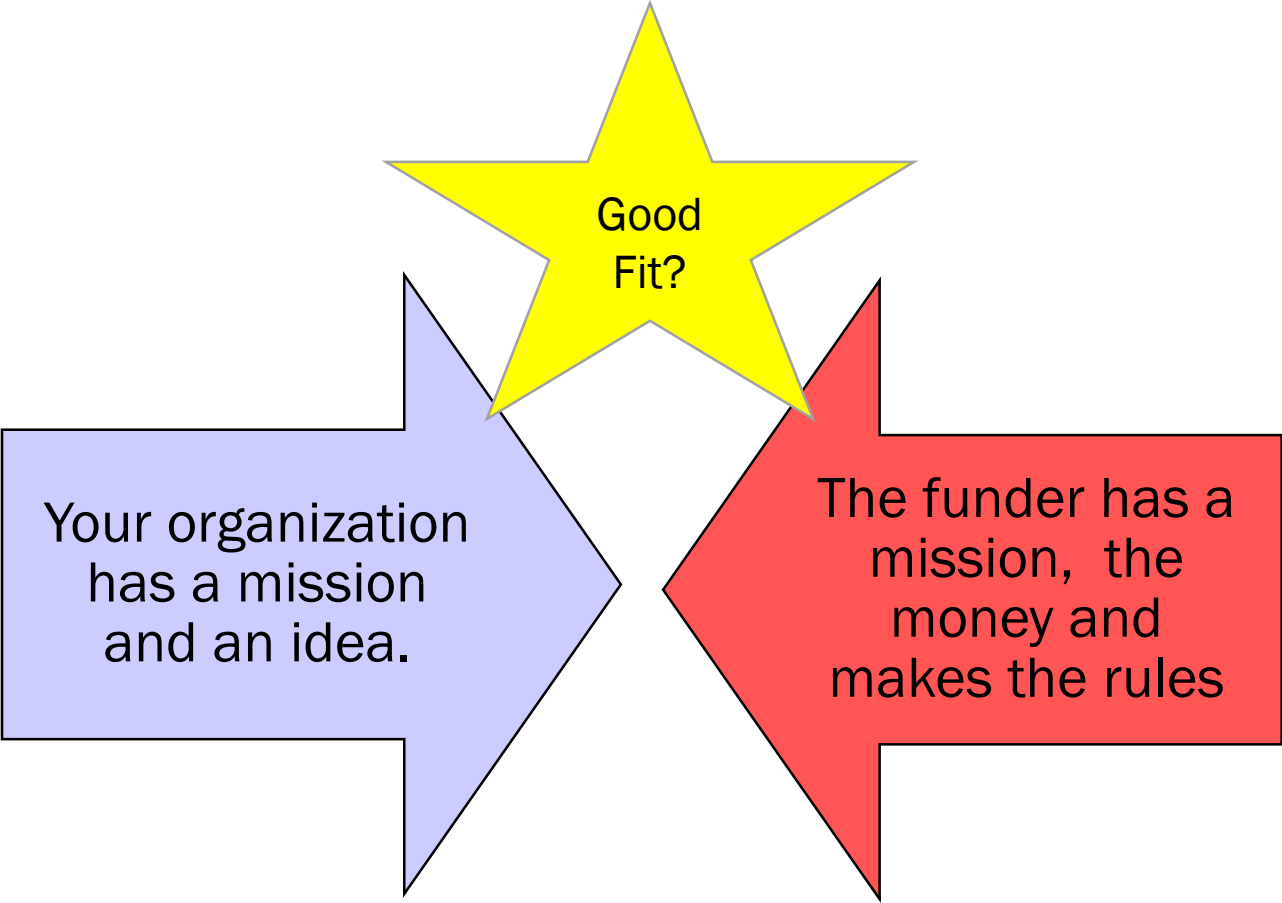 Good
Fit?
Your organization
has a mission
and an idea.
The funder has a
mission,  the
money and
makes the rules